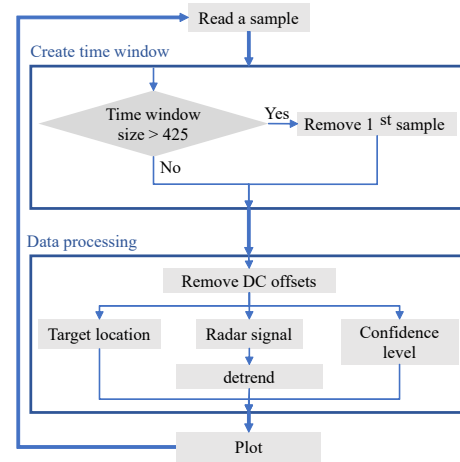 Read a sample
Create time window
Time window
size > 425
Yes
Remove 1 st sample
No
Data processing
Remove DC offsets
Target location
Radar signal
Confidence
level
detrend
Plot